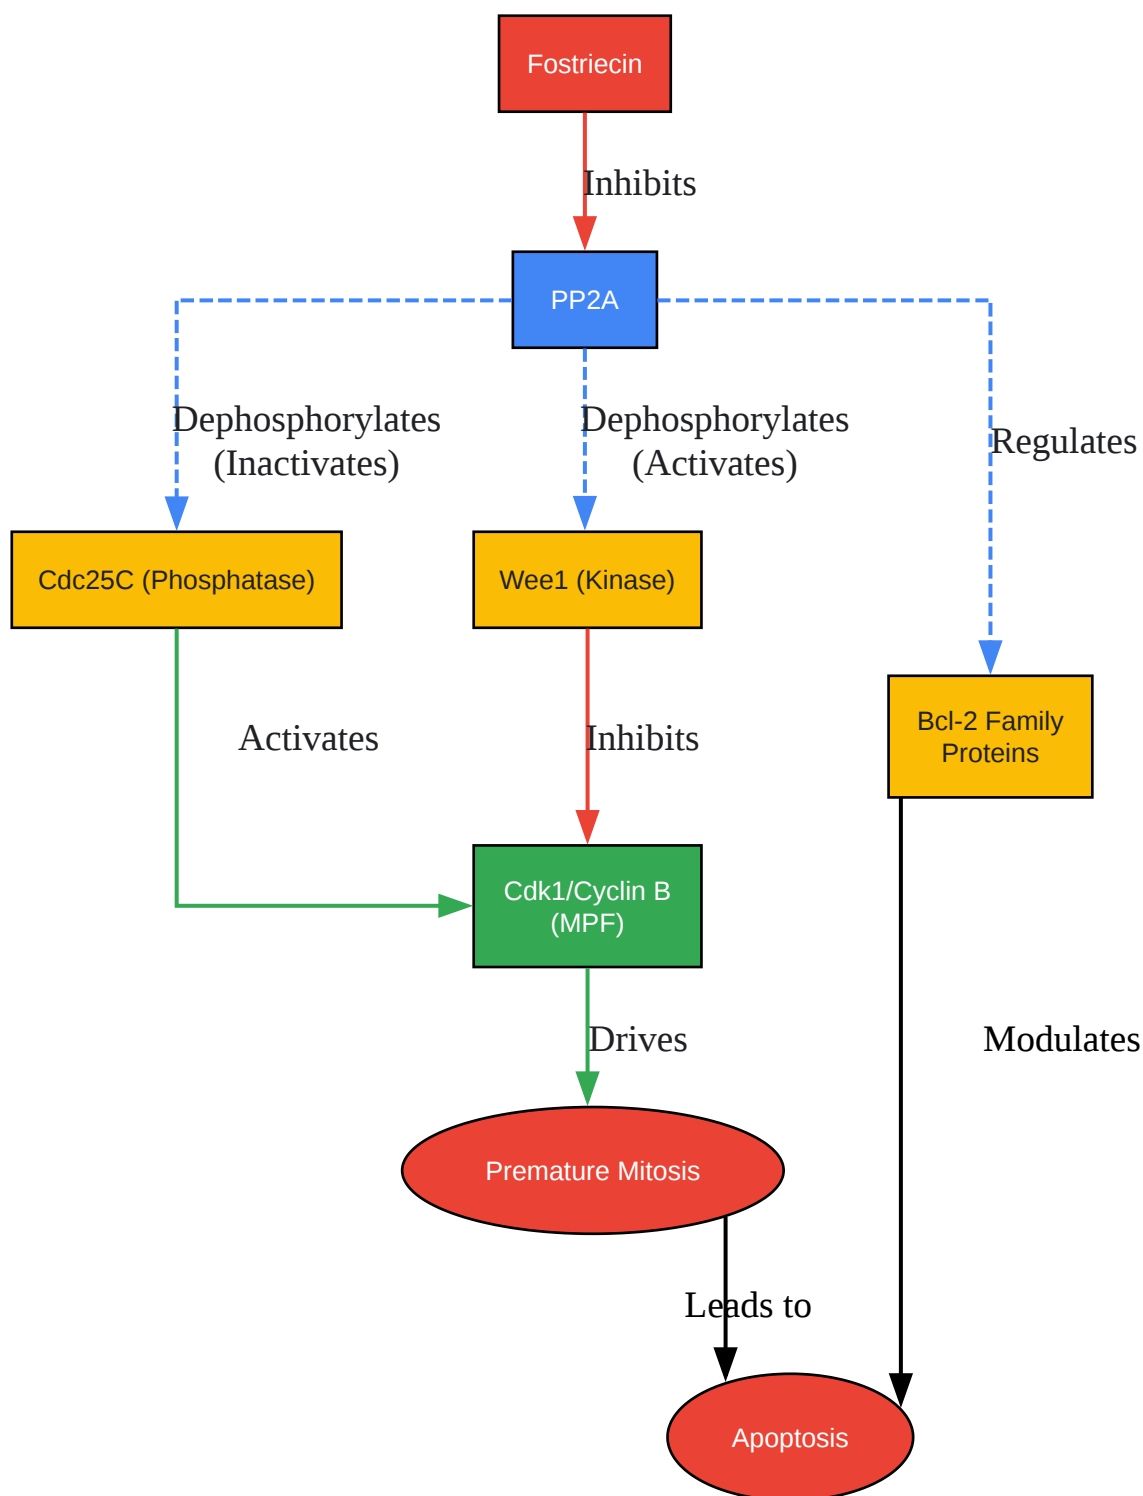 Fostriecin
Inhibits
PP2A
Dephosphorylates
(Inactivates)
Dephosphorylates
(Activates)
Regulates
Cdc25C (Phosphatase)
Wee1 (Kinase)
Bcl-2 Family
Proteins
Activates
Inhibits
Cdk1/Cyclin B
(MPF)
Drives
Modulates
Premature Mitosis
Leads to
Apoptosis